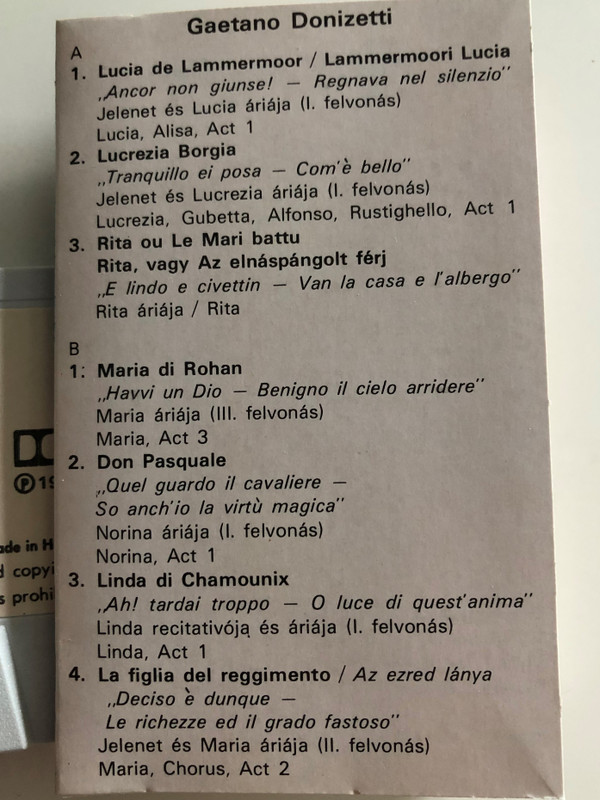 Gaetano Donizetti
A
1. Lucia de Lammermoor / Lammermoori Lucia
„Ancor non giunse! — Regnava nel silenzio"
Jelenet és Lucia áriája (I. felvonás)
Lucia, Alisa, Act 1
2. Lucrezia Borgia
„Tranquillo ei posa — Com'è bello"
Jelenet és Lucrezia áriája (I. felvonás)
Lucrezia, Gubetta, Alfonso, Rustighello, Act 1
3. Rita ou Le Mari battu
Rita, vagy Az elnáspángolt férj
„E lindo e civettin — Van la casa e l'albergo"
Rita áriája / Rita
B
1. Maria di Rohan
„Havvi un Dio — Benigno il cielo arridere"
Maria áriája (III. felvonás)
Maria, Act 3
2. Don Pasquale
„Quel guardo il cavaliere —
So anch'io la virtù magica"
Norina áriája (I. felvonás)
Norina, Act 1
3. Linda di Chamounix
„Ah! tardai troppo — O luce di quest'anima"
Linda recitativója és áriája (I. felvonás)
Linda, Act 1
4. La figlia del reggimento / Az ezred lánya
„Deciso è dunque —
Le richezze ed il grado fastoso"
Jelenet és Maria áriája (II. felvonás)
Maria, Chorus, Act 2
℗ 19
ade in H
copyi
s prohi